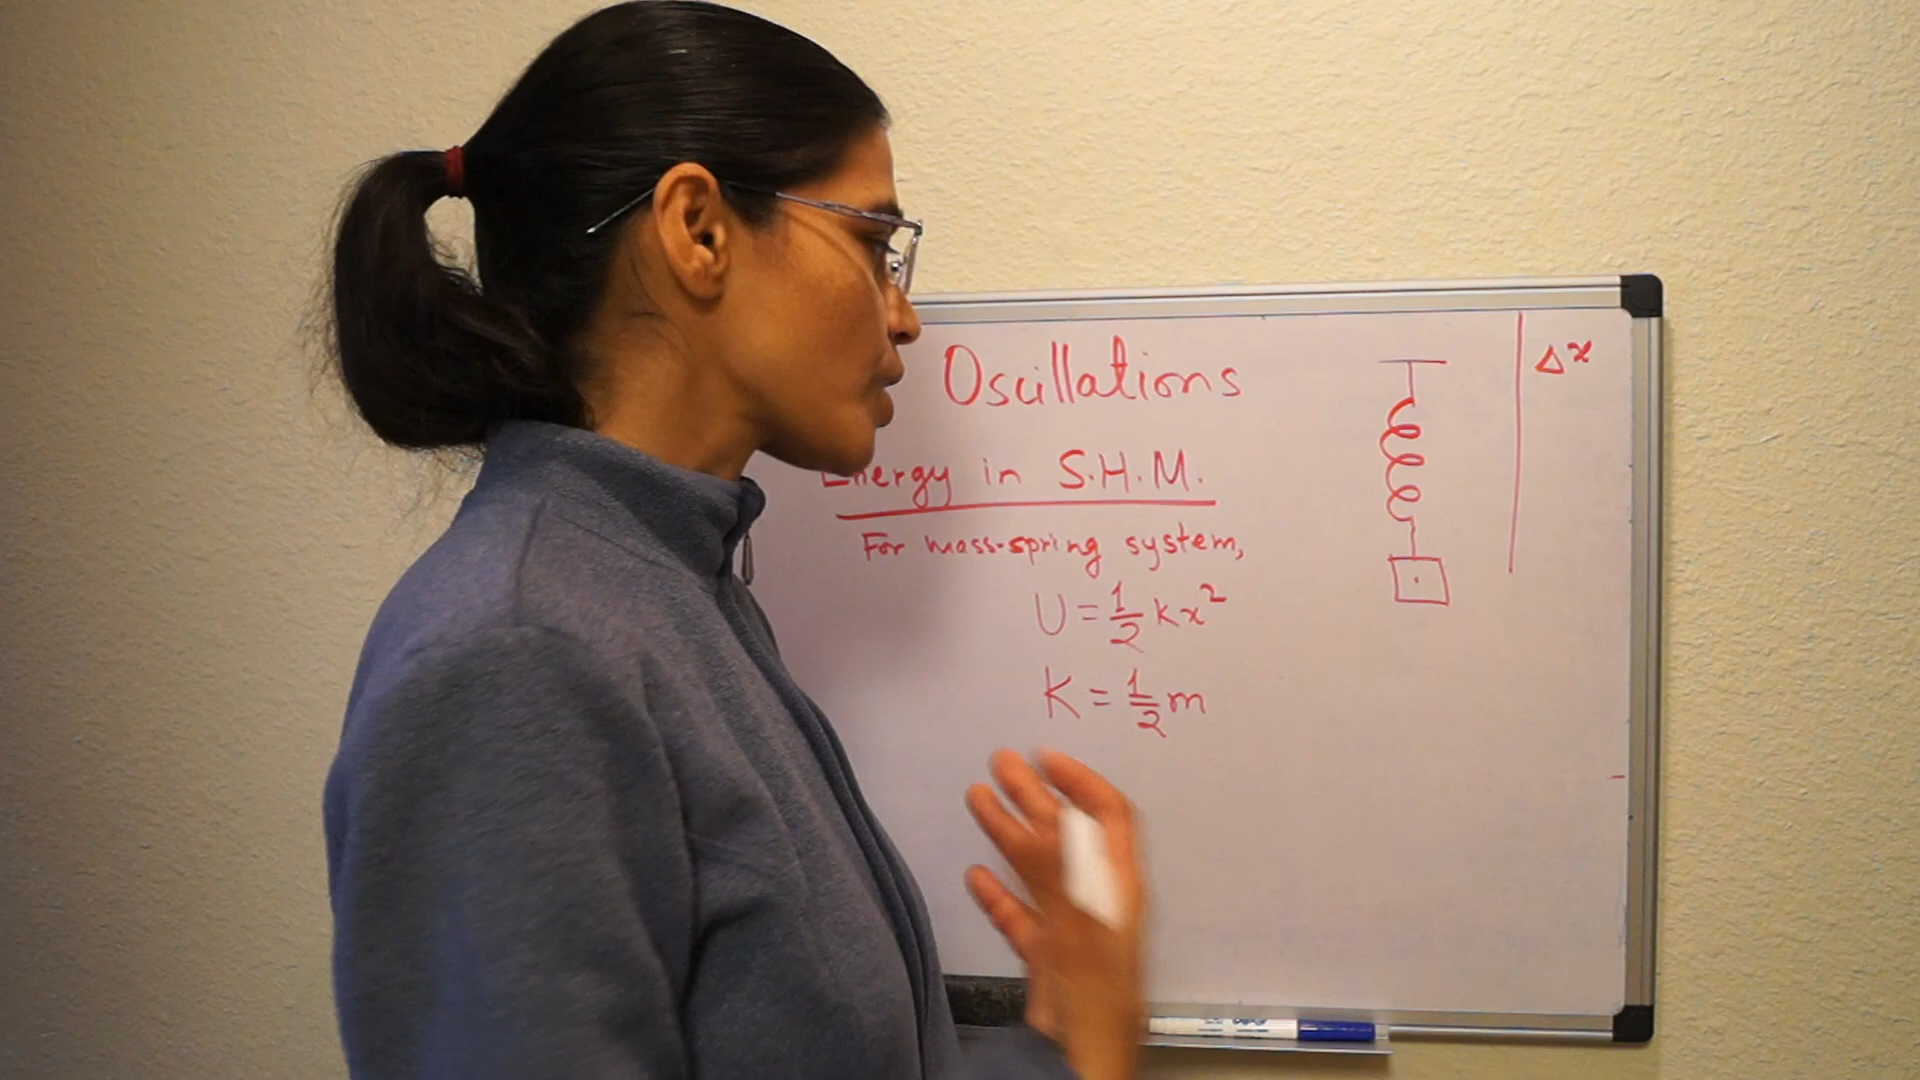 Oscillations
Δx
Energy in S.H.M.
For mass-spring system,
U = 1/2 kx²
K = 1/2 m